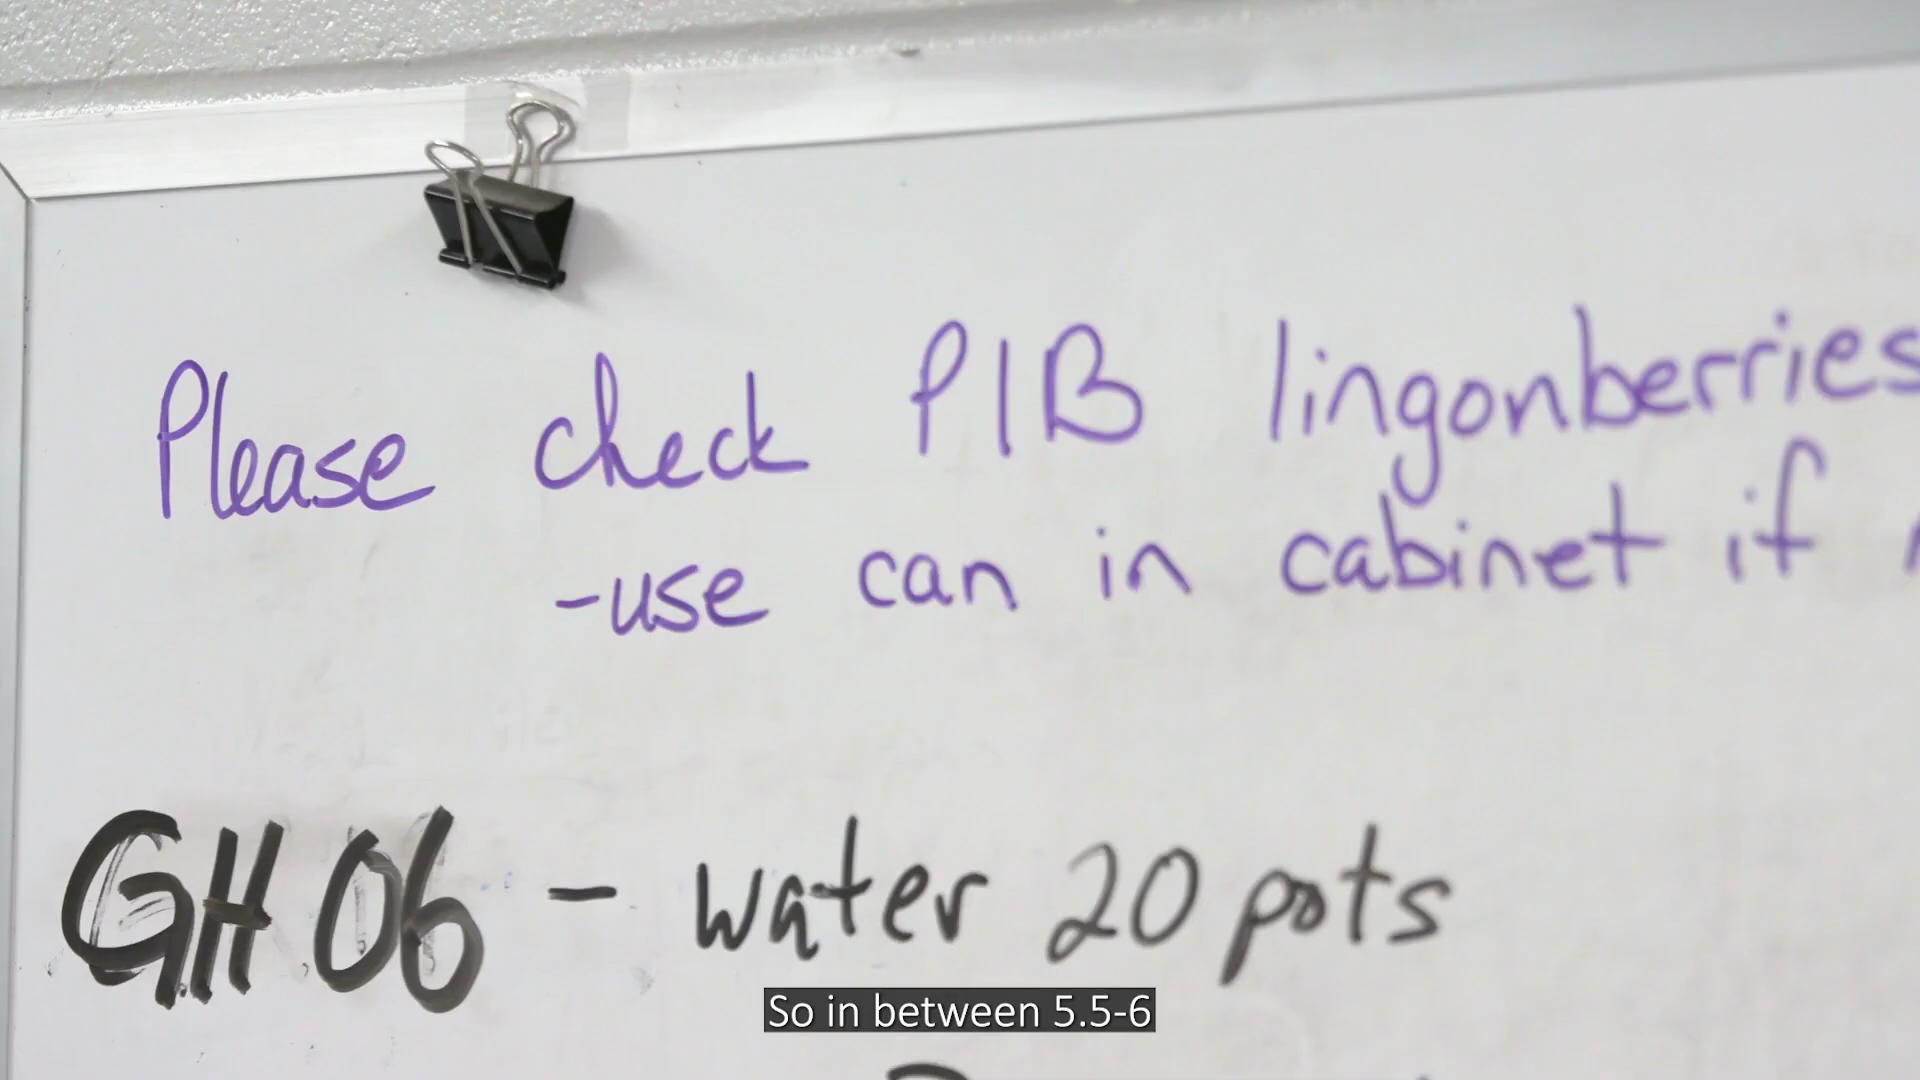 Please check P1B lingonberries
-use can in cabinet if
GH 06 - water 20 pots
So in between 5.5-6